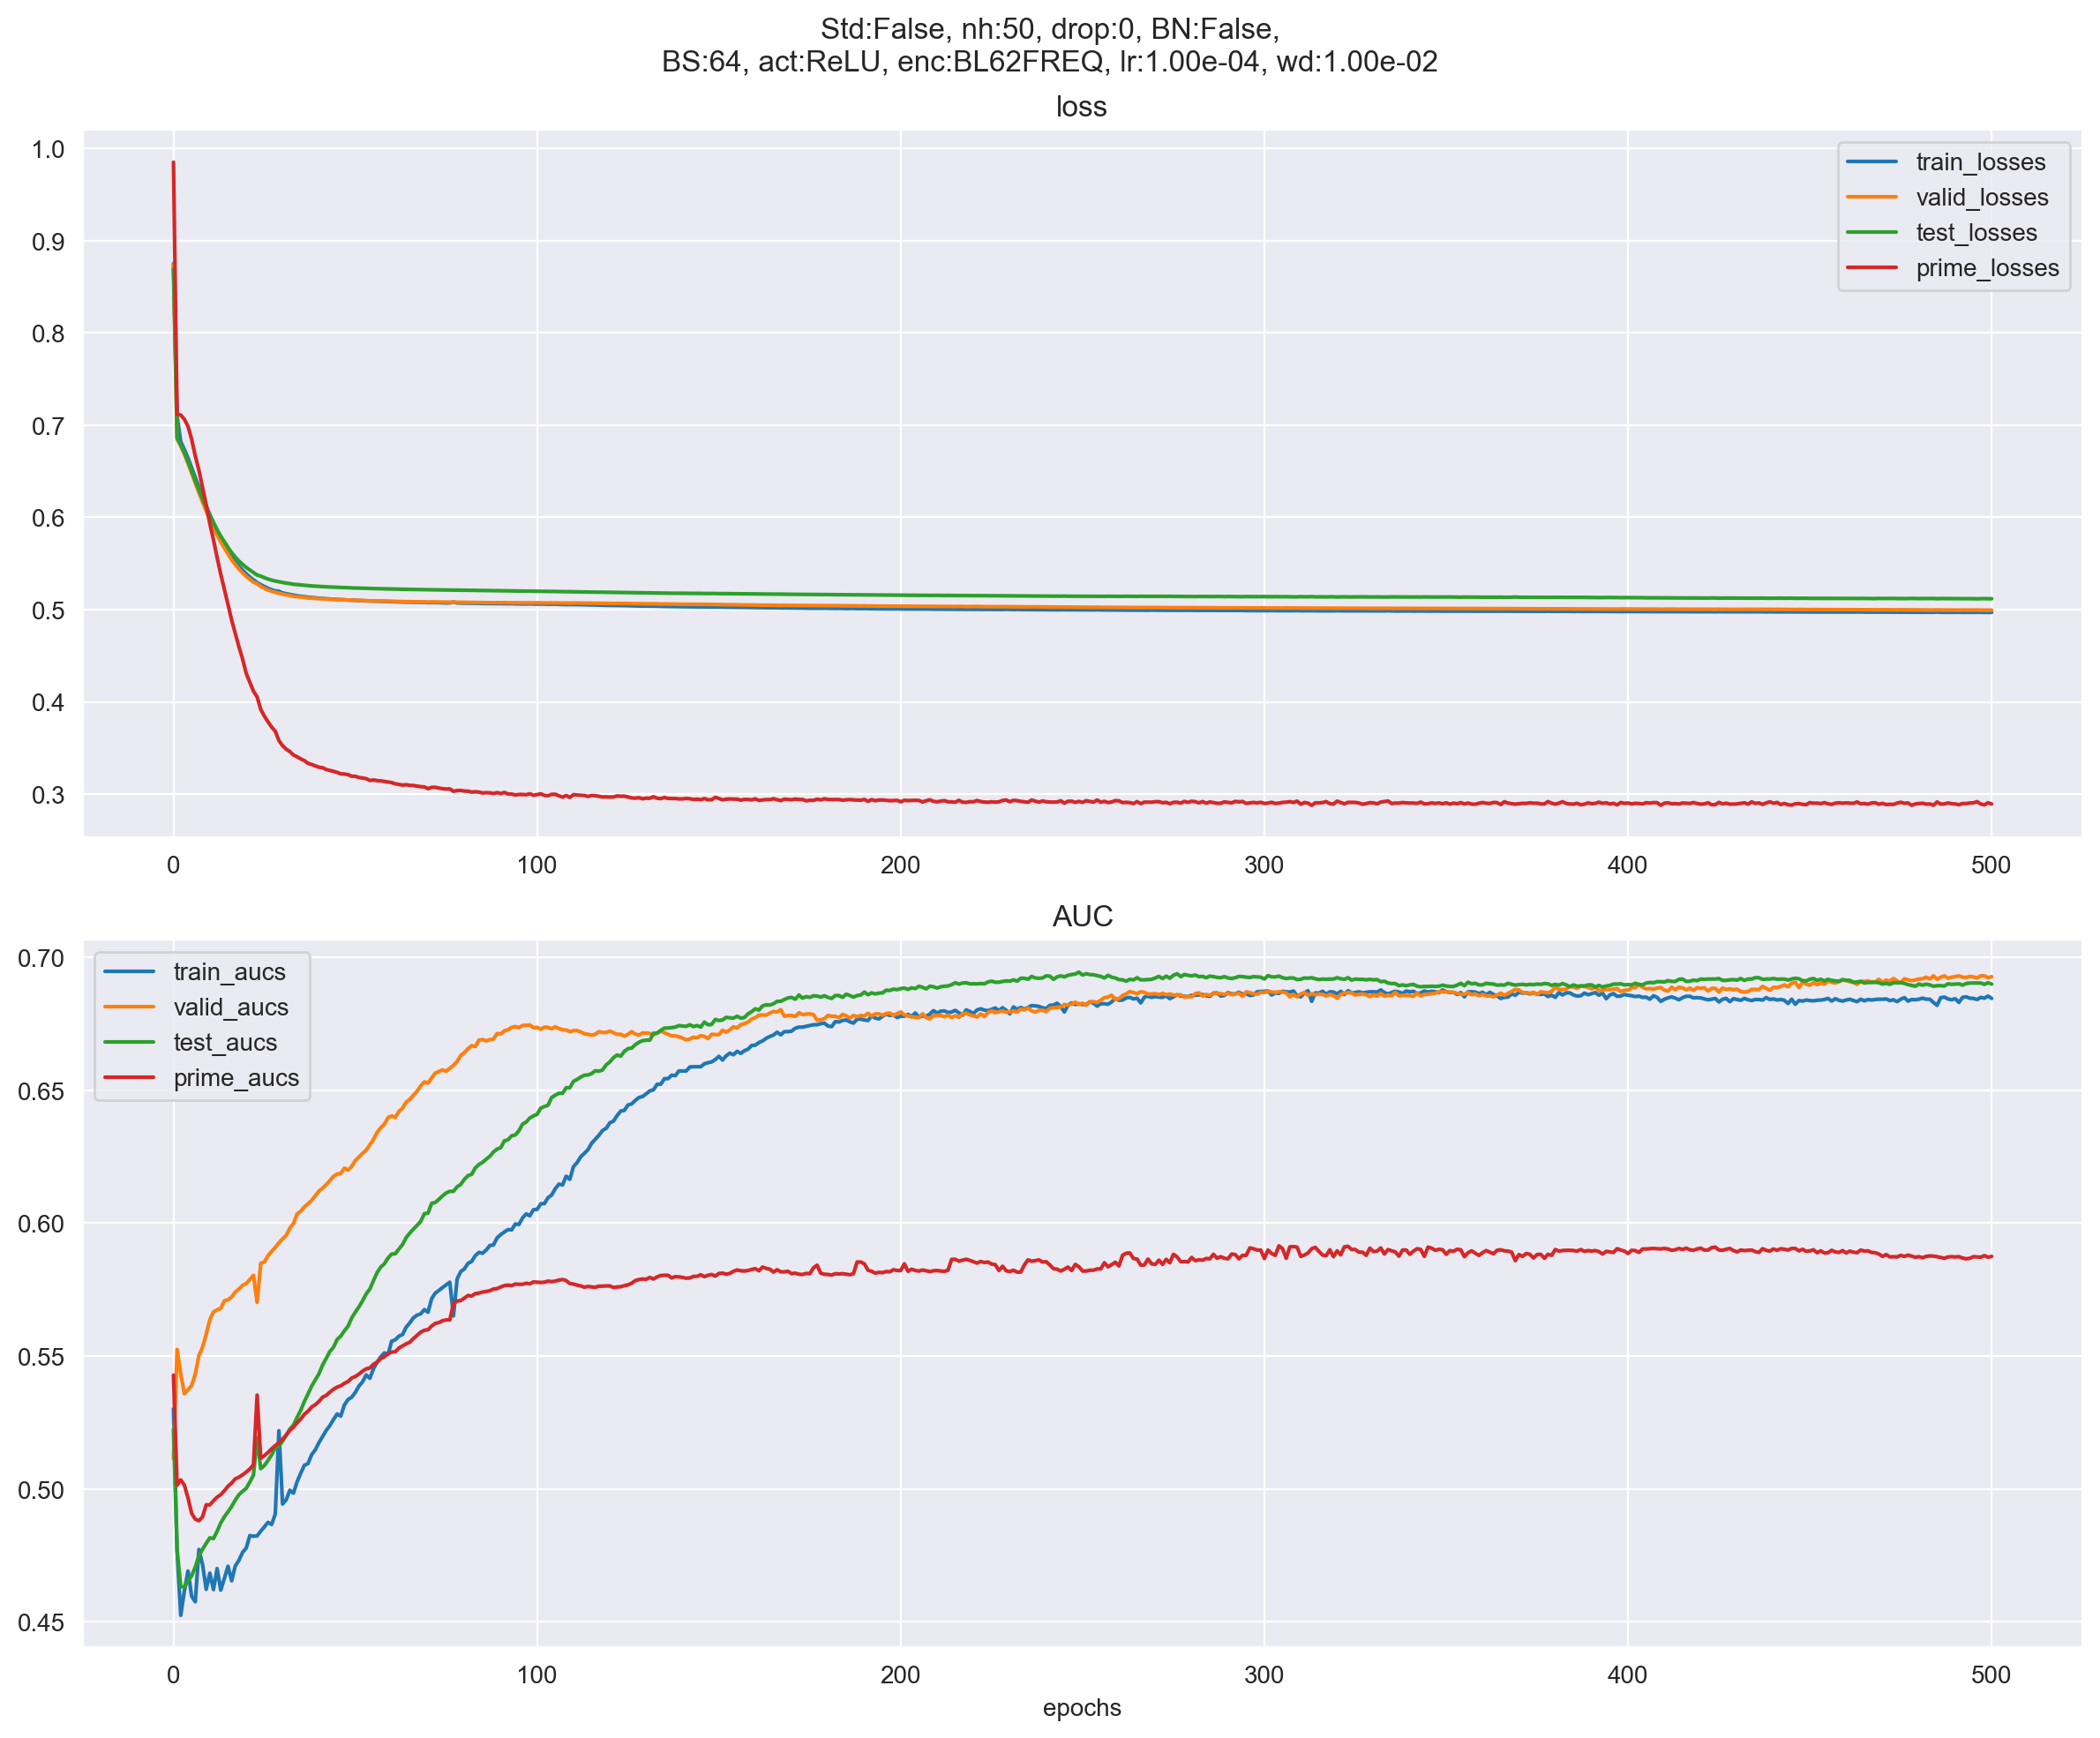 Std:False, nh:50, drop:0, BN:False,
BS:64, act:ReLU, enc:BL62FREQ, lr:1.00e-04, wd:1.00e-02
loss
1.0
0.9
0.8
0.7
0.6
0.5
0.4
0.3
train_losses
valid_losses
test_losses
prime_losses
0 100 200 300 400 500
AUC
0.70
0.65
0.60
0.55
0.50
0.45
train_aucs
valid_aucs
test_aucs
prime_aucs
0 100 200 300 400 500
epochs